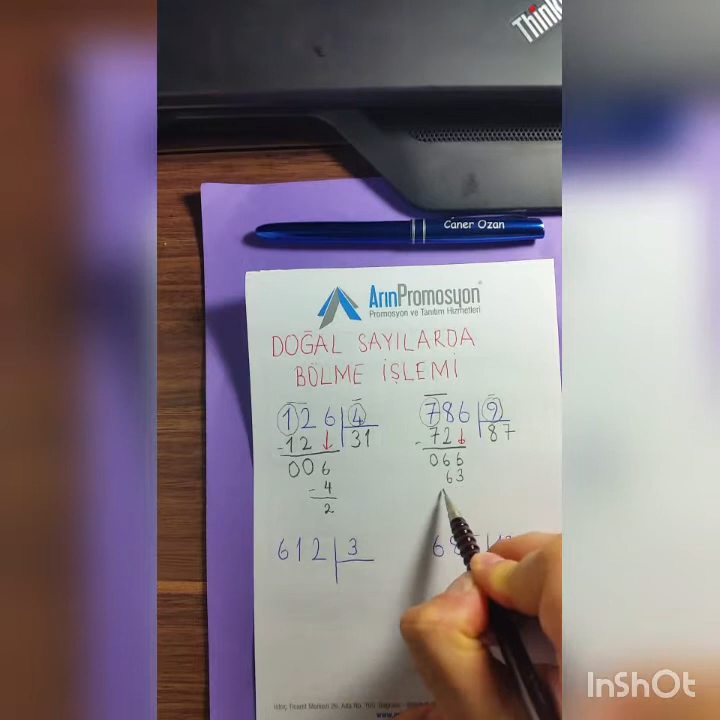 Think
Caner Ozan
ArınPromosyon
Promosyon ve Tanıtım Hizmetleri
DOĞAL SAYILARDA
BÖLME İŞLEMİ
126 4
-12 31
006
-4
2
786 9
-72 87
066
63
612 3
68
InShOt